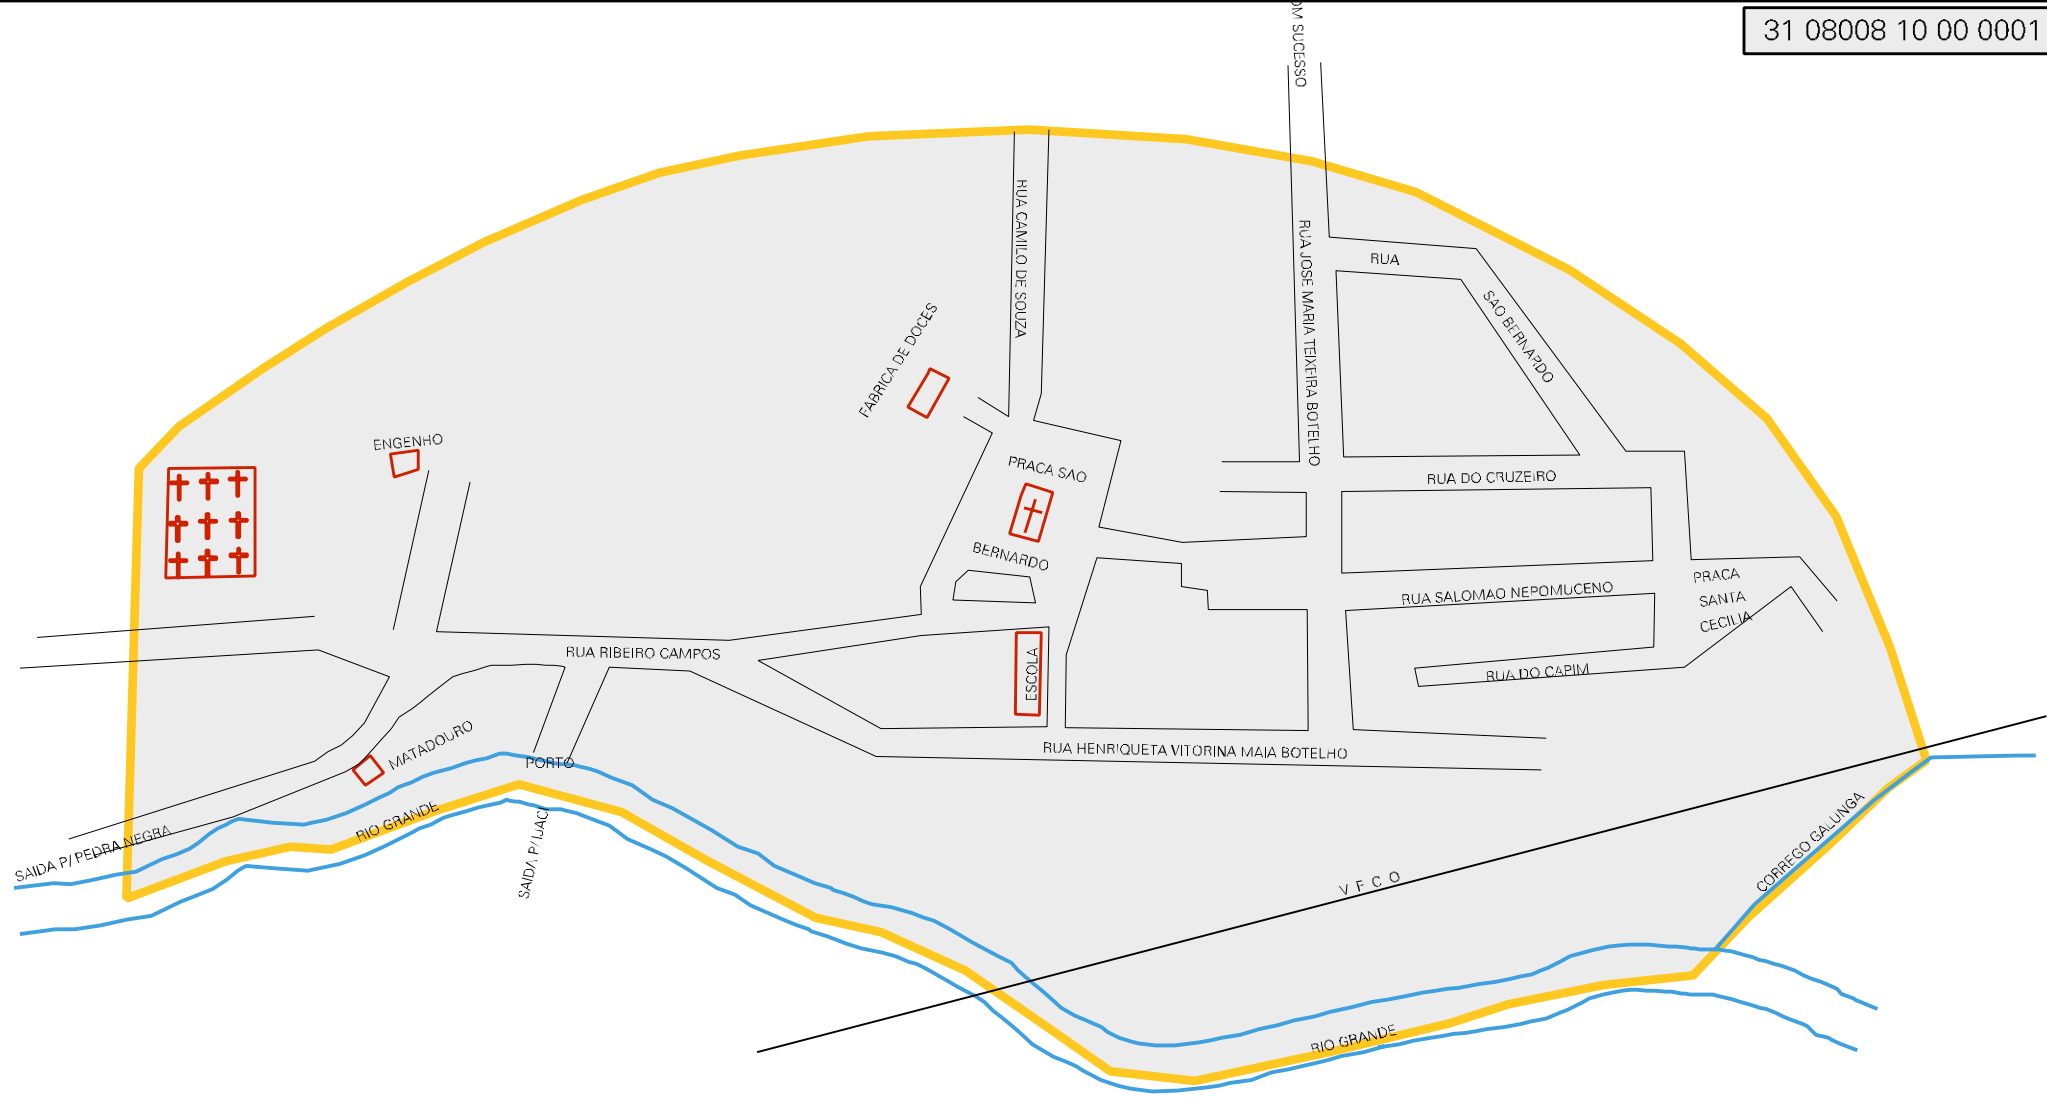 OM SUCESSO
31 08008 10 00 0001
RUA CAMILO DE SOUZA
RUA JOSE MARIA TEIXEIRA BOTELHO
RUA
SAO BERNARDO
FABRICA DE DOCES
ENGENHO
PRACA SAO
BERNARDO
RUA DO CRUZEIRO
RUA SALOMAO NEPOMUCENO
PRACA
SANTA
CECILIA
RUA RIBEIRO CAMPOS
ESCOLA
RUA DO CAPIM
MATADOURO
RUA HENRIQUETA VITORINA MAIA BOTELHO
PORTO
RIO GRANDE
SAIDA P/ PEDRA NEGRA
SAIDA P/ IJACI
V F C O
CORREGO GALUNGA
RIO GRANDE